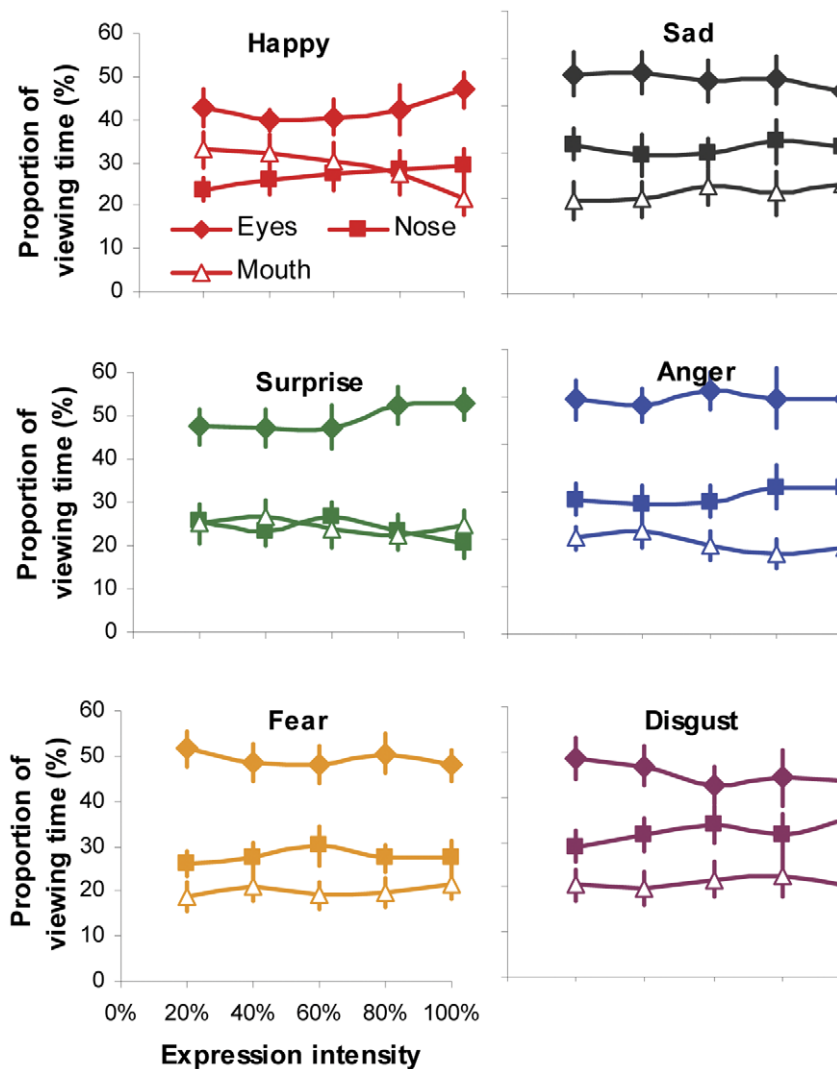 Happy
Sad
Proportion of
viewing time (%)
60
50
40
30
20
10
0
Eyes
Nose
Mouth
Surprise
Anger
Proportion of
viewing time (%)
60
50
40
30
20
10
0
Fear
Disgust
Proportion of
viewing time (%)
60
50
40
30
20
10
0
0% 20% 40% 60% 80% 100%
Expression intensity